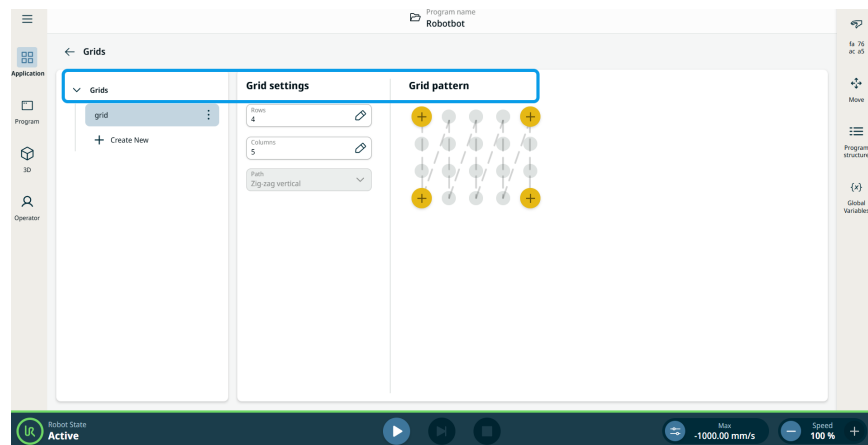 Program name
Robotbot
Grids
Application
Program
3D
Operator
Grids
grid
Create New
Grid settings
Rows
4
Columns
5
Path
Zig-zag vertical
Grid pattern
fa 76
ac a5
Move
Program
structure
{x}
Global
Variables
UR
Robot State
Active
Max
-1000.00 mm/s
Speed
100 %